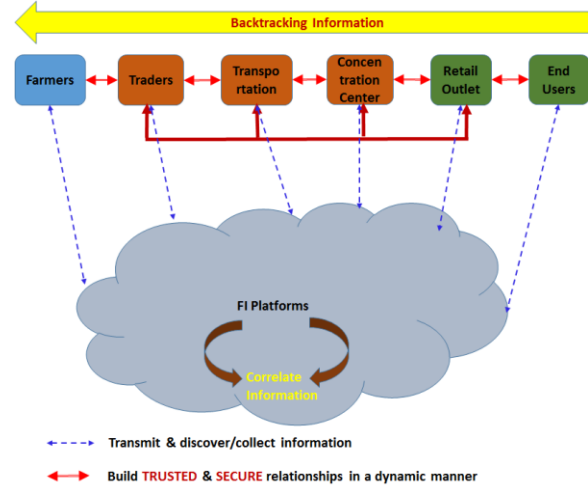 Backtracking Information
Farmers
Traders
Transpo
rtation
Concen
tration
Center
Retail
Outlet
End
Users
FI Platforms
Correlate
Information
Transmit & discover/collect information
Build TRUSTED & SECURE relationships in a dynamic manner